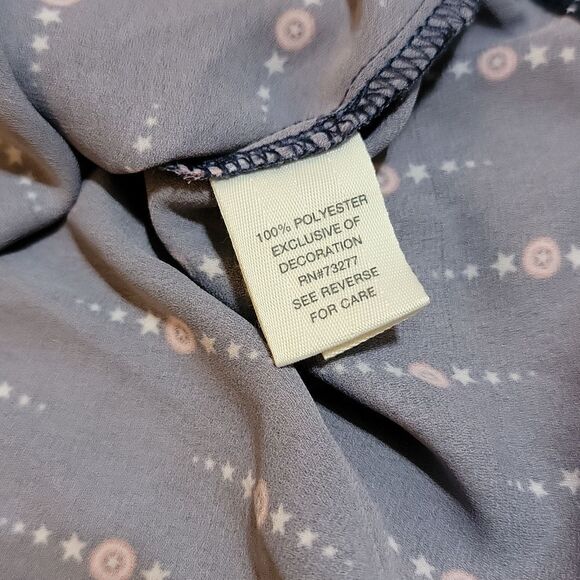 100% POLYESTER
EXCLUSIVE OF
DECORATION
RN#73277
SEE REVERSE
FOR CARE